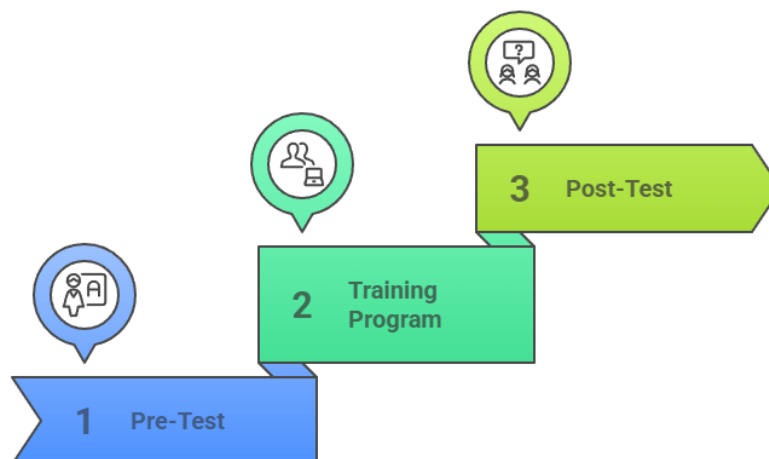 1 Pre-Test
2 Training
Program
3 Post-Test
?
A